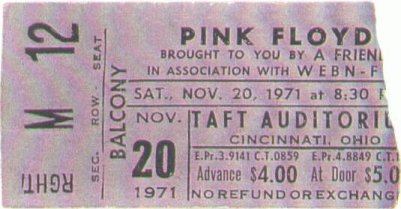 RGHT. M 12
SEC. ROW - SEAT
BALCONY
PINK FLOYD
BROUGHT TO YOU BY A FRIEN
IN ASSOCIATION WITH WEBN-F
SAT., NOV. 20, 1971 at 8:30 P
NOV. 20 1971
TAFT AUDITORI
CINCINNATI, OHIO
E.Pr.3.9141 C.T.0859 E.Pr.4.8849 C.T.
Advance $4.00 At Door $5.0
NO REFUND OR EXCHANG